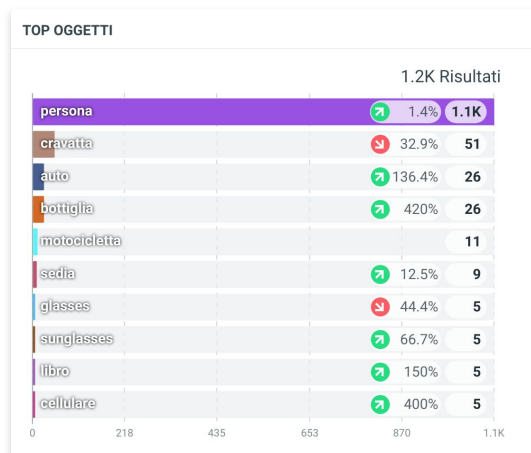 TOP OGGETTI
1.2K Risultati
persona 1.4% 1.1K
cravatta 32.9% 51
auto 136.4% 26
bottiglia 420% 26
motocicletta 11
sedia 12.5% 9
glasses 44.4% 5
sunglasses 66.7% 5
libro 150% 5
cellulare 400% 5
0 218 435 653 870 1.1K